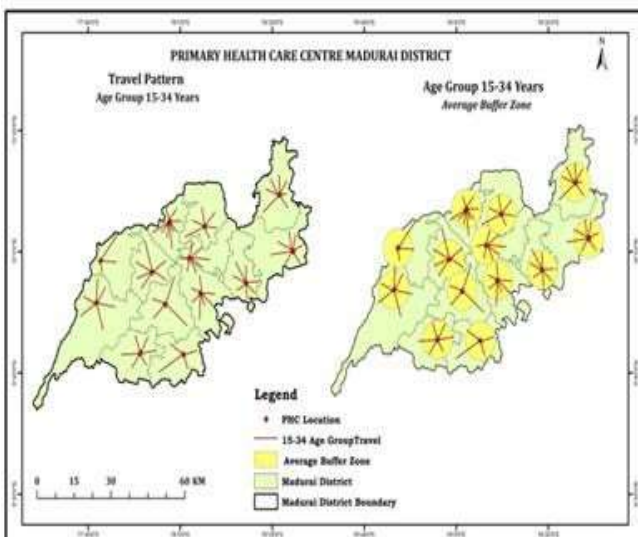 PRIMARY HEALTH CARE CENTRE MADURAI DISTRICT
N
Travel Pattern
Age Group 15-34 Years
Age Group 15-34 Years
Average Buffer Zone
Legend
PHC Location
15-34 Age GroupTravel
Average Buffer Zone
Madurai District
Madurai District Boundary
0 15 30 60 KM